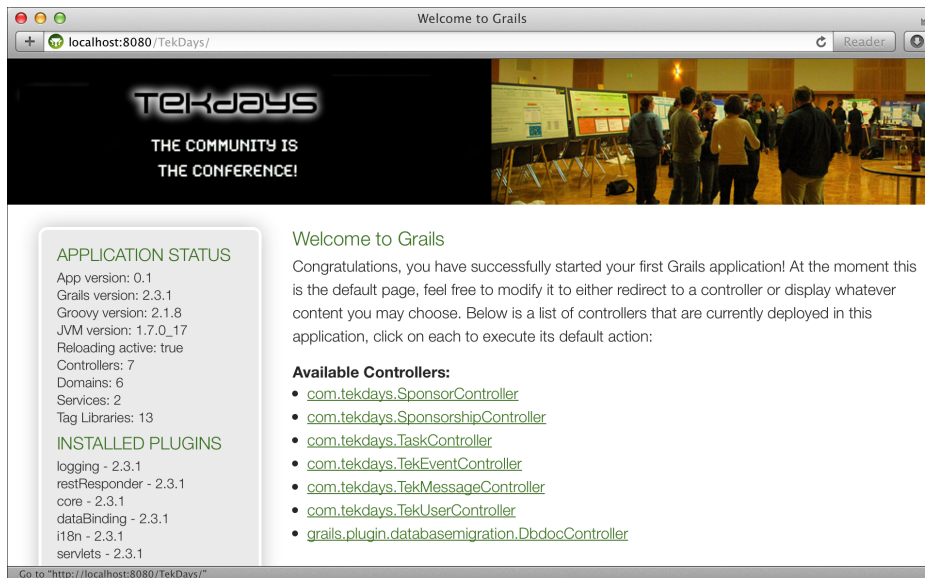 Welcome to Grails
localhost:8080/TekDays/
Reader
TEKDAYS
THE COMMUNITY IS
THE CONFERENCE!
APPLICATION STATUS
App version: 0.1
Grails version: 2.3.1
Groovy version: 2.1.8
JVM version: 1.7.0_17
Reloading active: true
Controllers: 7
Domains: 6
Services: 2
Tag Libraries: 13
INSTALLED PLUGINS
logging - 2.3.1
restResponder - 2.3.1
core - 2.3.1
dataBinding - 2.3.1
i18n - 2.3.1
servlets - 2.3.1
Welcome to Grails
Congratulations, you have successfully started your first Grails application! At the moment this
is the default page, feel free to modify it to either redirect to a controller or display whatever
content you may choose. Below is a list of controllers that are currently deployed in this
application, click on each to execute its default action:
Available Controllers:
com.tekdays.SponsorController
com.tekdays.SponsorshipController
com.tekdays.TaskController
com.tekdays.TekEventController
com.tekdays.TekMessageController
com.tekdays.TekUserController
grails.plugin.databasemigration.DbdocController
Go to "http://localhost:8080/TekDays/"